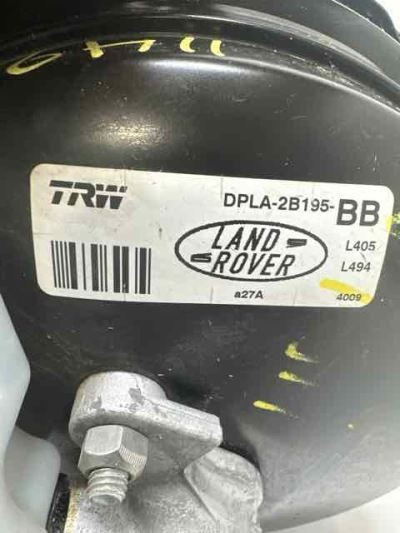 TRW
DPLA-2B195-BB
LAND
ROVER
L405
L494
a27A
4009